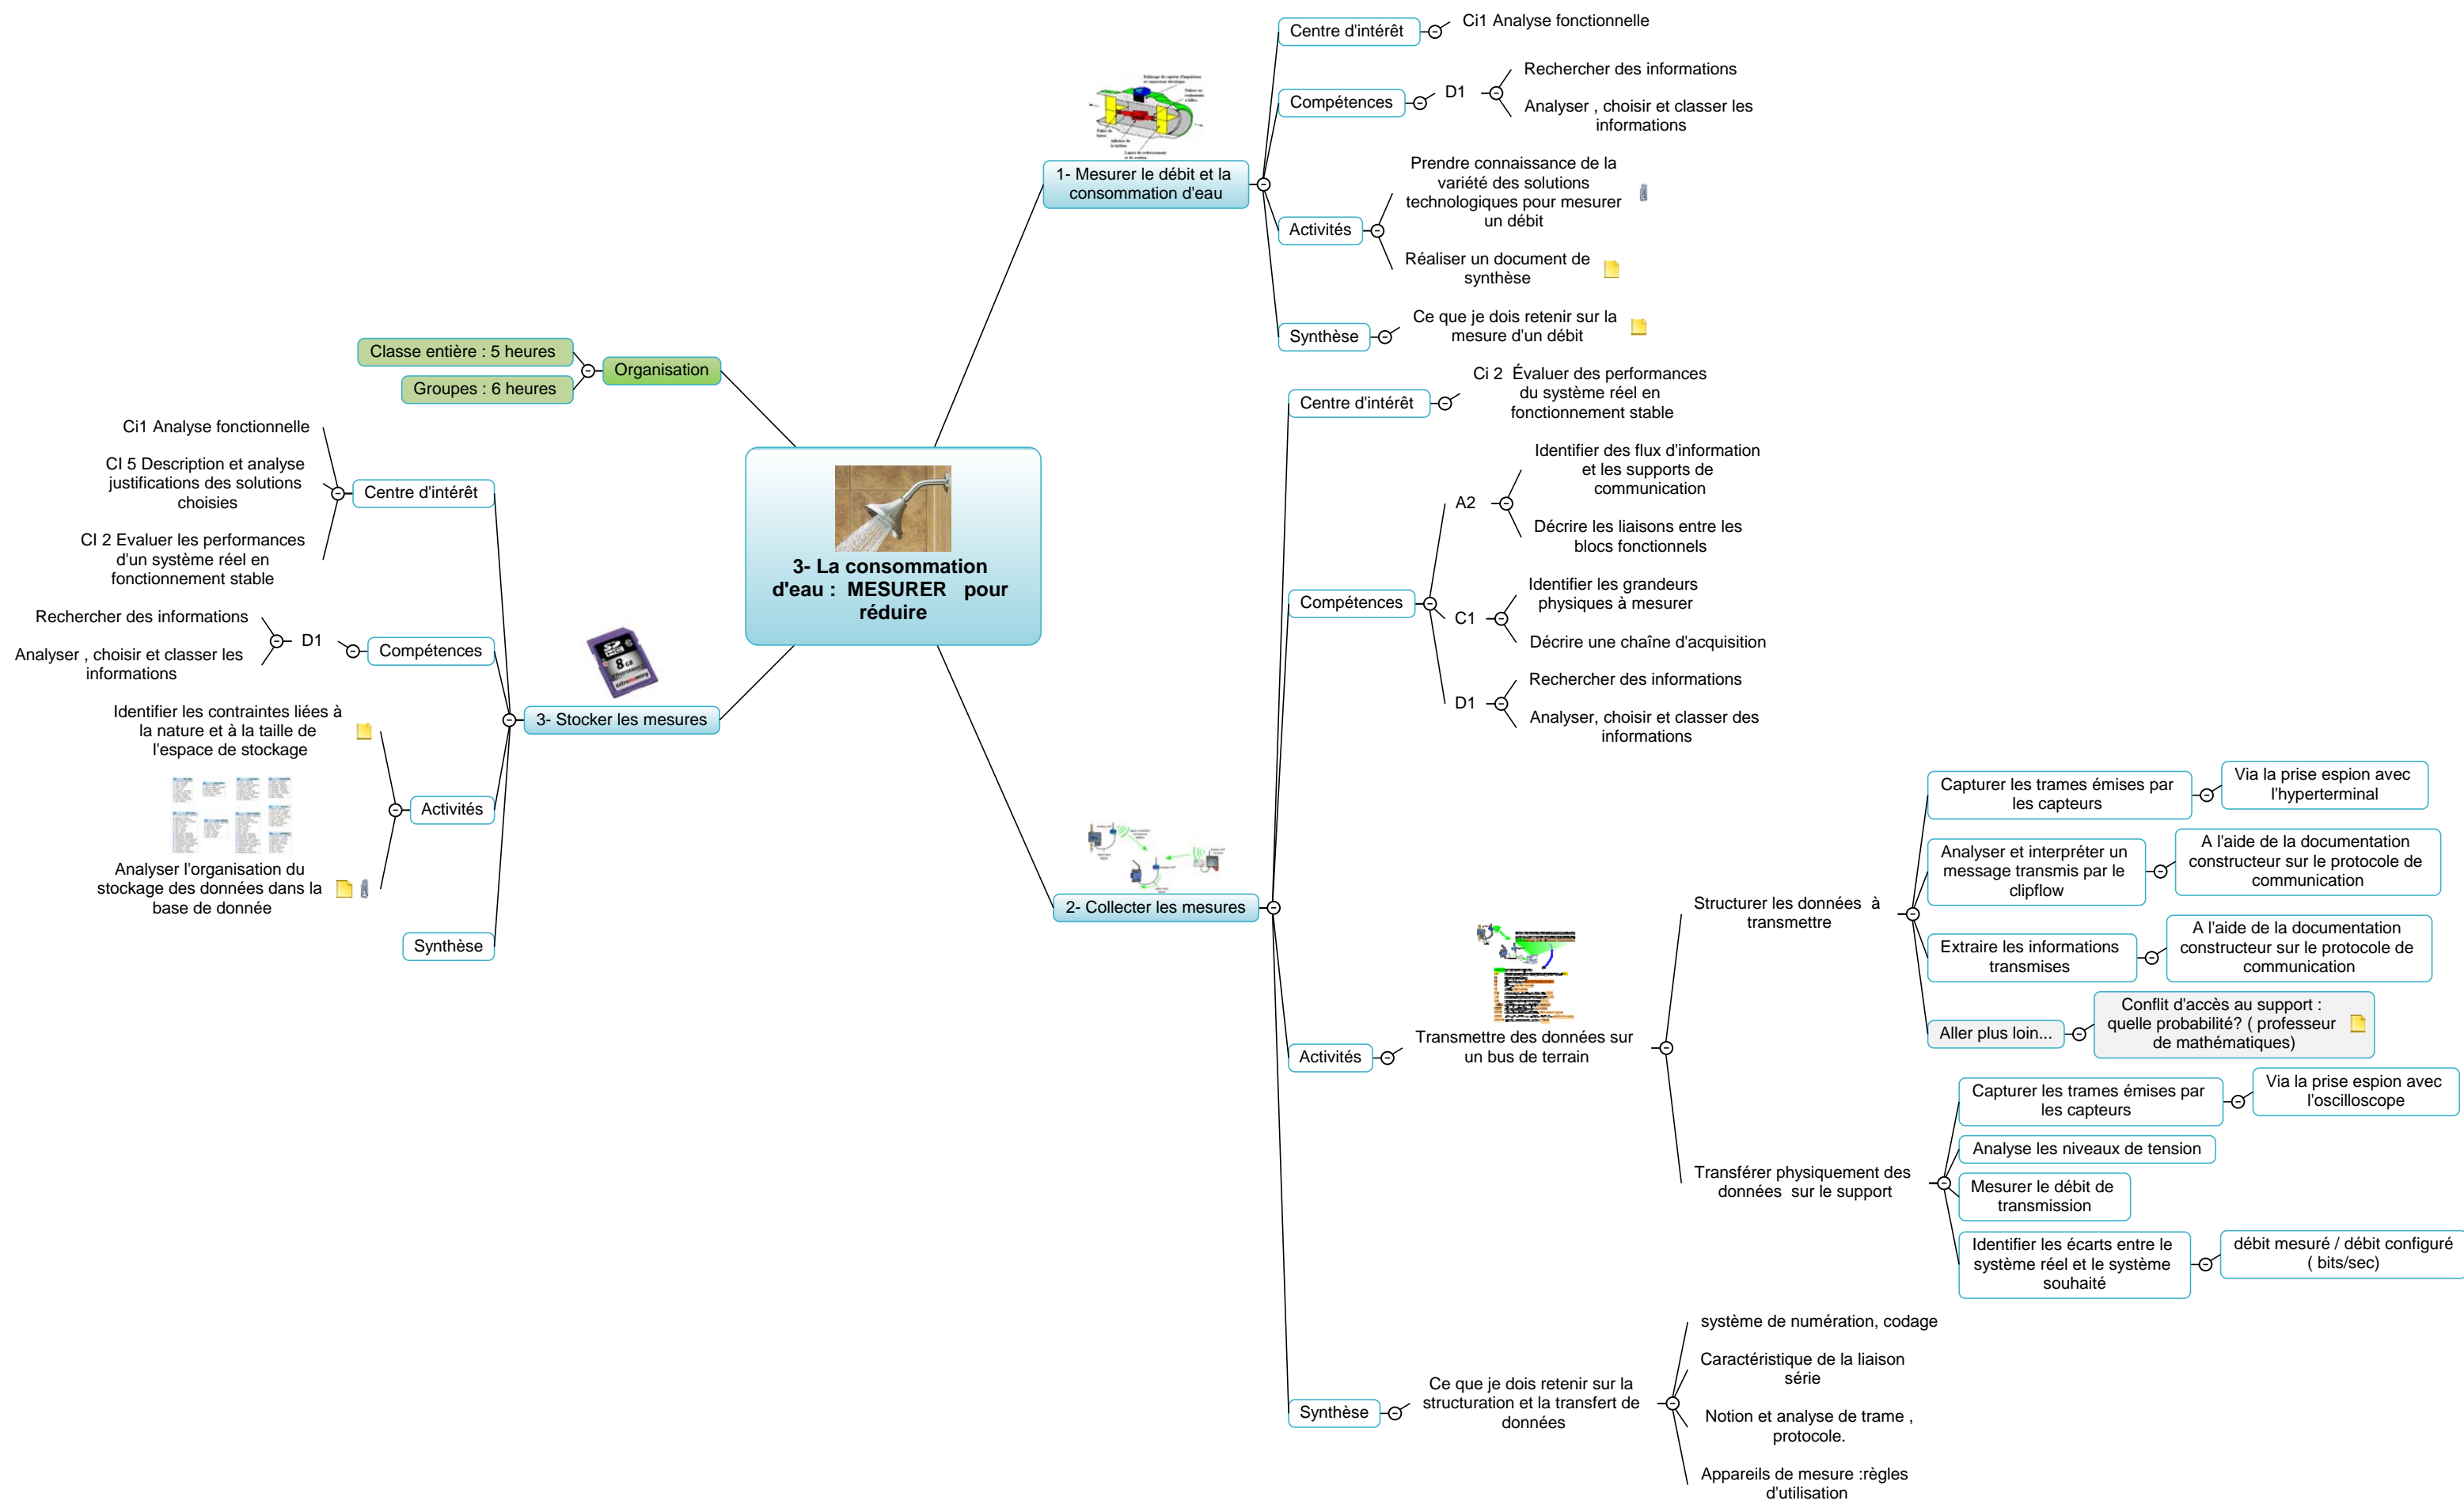 3- La consommation
d'eau : MESURER pour
réduire
1- Mesurer le débit et la
consommation d'eau
Centre d'intérêt
Ci1 Analyse fonctionnelle
Compétences
D1
Rechercher des informations
Analyser , choisir et classer les
informations
Activités
Prendre connaissance de la
variété des solutions
technologiques pour mesurer
un débit
Réaliser un document de
synthèse
Synthèse
Ce que je dois retenir sur la
mesure d'un débit
2- Collecter les mesures
Centre d'intérêt
Ci 2 Évaluer des performances
du système réel en
fonctionnement stable
Compétences
A2
Identifier des flux d'information
et les supports de
communication
Décrire les liaisons entre les
blocs fonctionnels
C1
Identifier les grandeurs
physiques à mesurer
Décrire une chaîne d'acquisition
D1
Rechercher des informations
Analyser, choisir et classer des
informations
Activités
Transmettre des données sur
un bus de terrain
Structurer les données à
transmettre
Capturer les trames émises par
les capteurs
Via la prise espion avec
l'hyperterminal
Analyser et interpréter un
message transmis par le
clipflow
A l'aide de la documentation
constructeur sur le protocole de
communication
Extraire les informations
transmises
A l'aide de la documentation
constructeur sur le protocole de
communication
Aller plus loin...
Conflit d'accès au support :
quelle probabilité? ( professeur
de mathématiques)
Transférer physiquement des
données sur le support
Capturer les trames émises par
les capteurs
Via la prise espion avec
l'oscilloscope
Analyse les niveaux de tension
Mesurer le débit de
transmission
Identifier les écarts entre le
système réel et le système
souhaité
débit mesuré / débit configuré
( bits/sec)
Synthèse
Ce que je dois retenir sur la
structuration et la transfert de
données
système de numération, codage
Caractéristique de la liaison
série
Notion et analyse de trame ,
protocole.
Appareils de mesure :règles
d'utilisation
3- Stocker les mesures
8 GB
Centre d'intérêt
Ci1 Analyse fonctionnelle
CI 5 Description et analyse
justifications des solutions
choisies
CI 2 Evaluer les performances
d'un système réel en
fonctionnement stable
Compétences
D1
Rechercher des informations
Analyser , choisir et classer les
informations
Activités
Identifier les contraintes liées à
la nature et à la taille de
l'espace de stockage
Analyser l'organisation du
stockage des données dans la
base de donnée
Synthèse
Organisation
Classe entière : 5 heures
Groupes : 6 heures